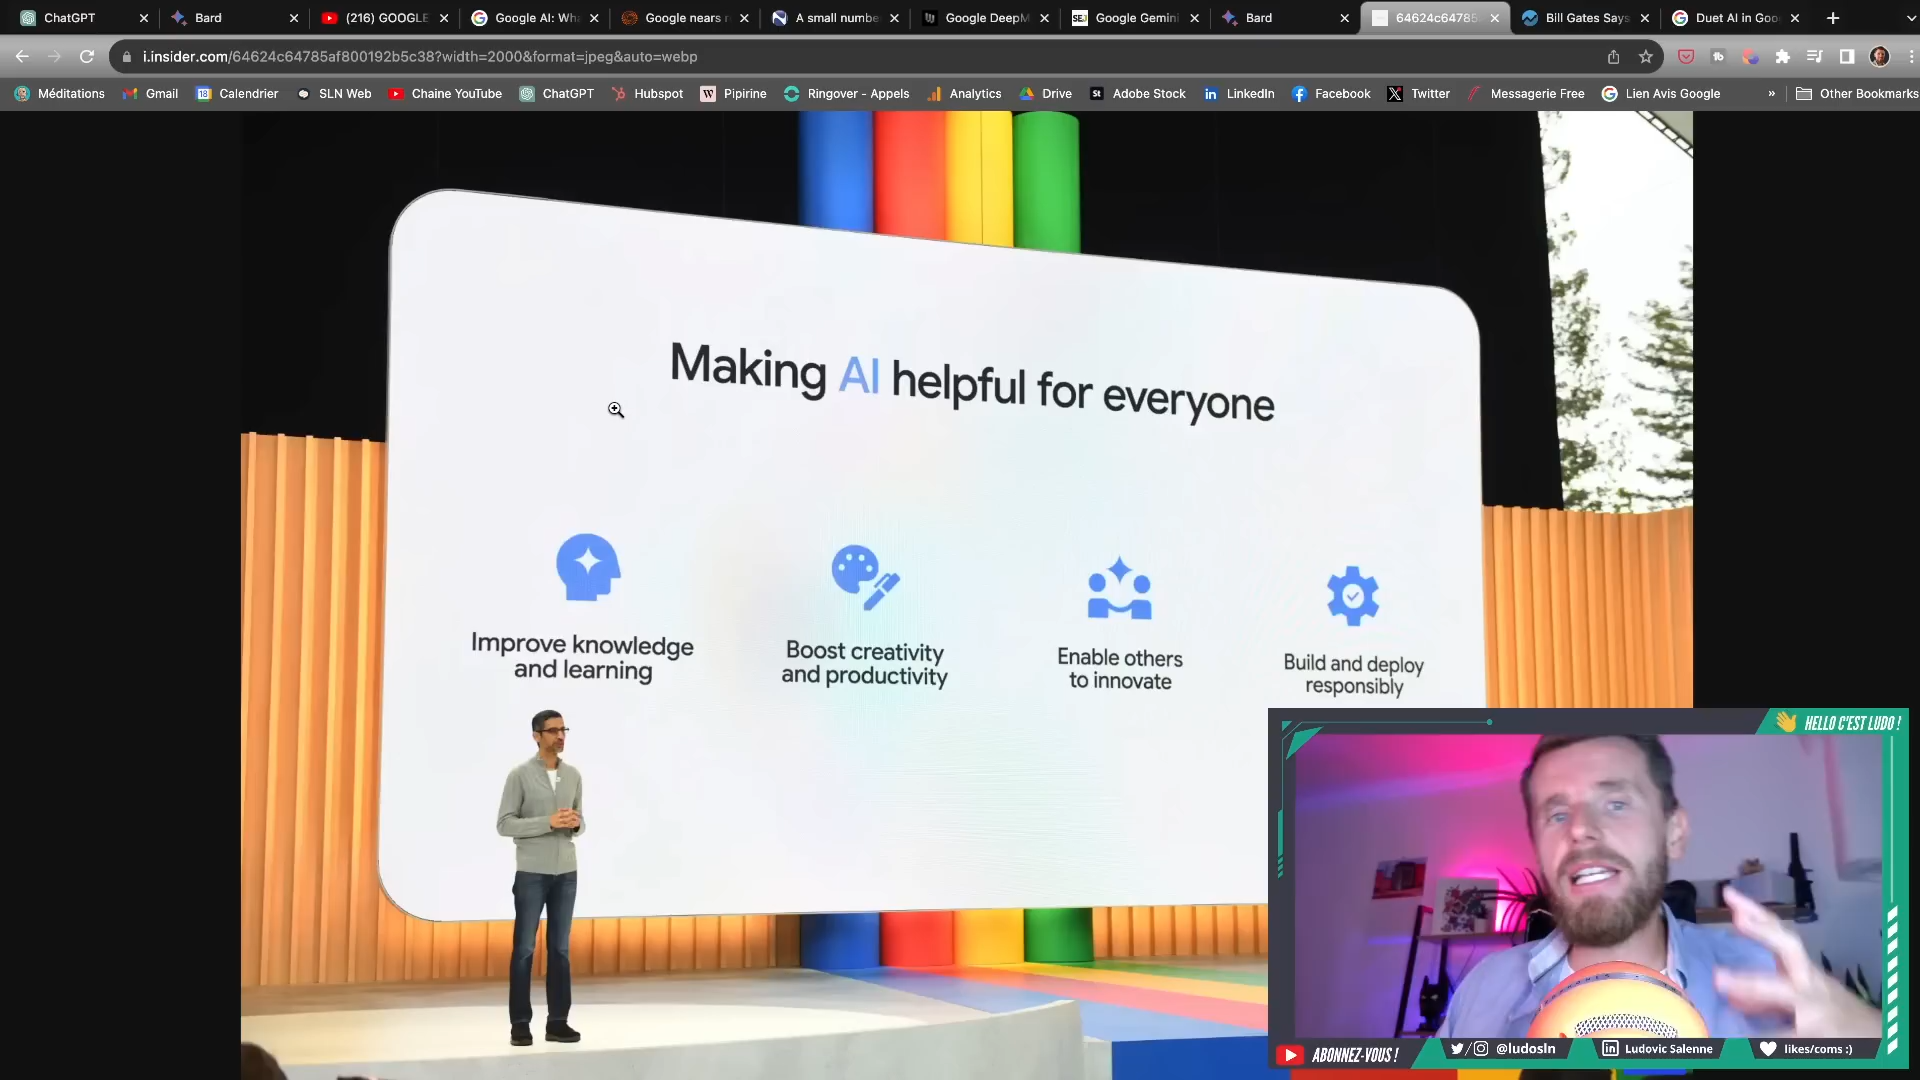 ChatGPT
Bard
(216) GOOGLE
Google AI: Wha
Google nears r
A small numbe
Google DeepM
Google Gemini
Bard
64624c64785
Bill Gates Says
Duet AI in Goo
i.insider.com/64624c64785af800192b5c38?width=2000&format=jpeg&auto=webp
Méditations
Gmail
Calendrier
SLN Web
Chaine YouTube
ChatGPT
Hubspot
Pipirine
Ringover - Appels
Analytics
Drive
Adobe Stock
LinkedIn
Facebook
Twitter
Messagerie Free
Lien Avis Google
»
Other Bookmarks
Making AI helpful for everyone
Improve knowledge
and learning
Boost creativity
and productivity
Enable others
to innovate
Build and deploy
responsibly
HELLO C'EST LUDO !
ABONNEZ-VOUS !
@ludosln
Ludovic Salenne
likes/coms :)